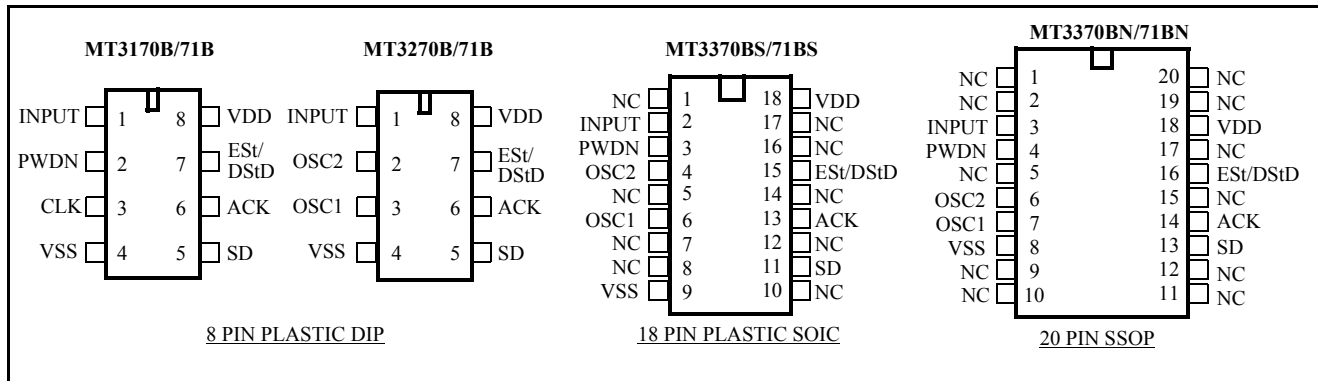 MT3170B/71B
INPUT 1 8 VDD
PWDN 2 7 ESt/
DStD
CLK 3 6 ACK
VSS 4 5 SD
MT3270B/71B
INPUT 1 8 VDD
OSC2 2 7 ESt/
DStD
OSC1 3 6 ACK
VSS 4 5 SD
8 PIN PLASTIC DIP
MT3370BS/71BS
NC 1 18 VDD
INPUT 2 17 NC
PWDN 3 16 NC
OSC2 4 15 ESt/DStD
NC 5 14 NC
OSC1 6 13 ACK
NC 7 12 NC
NC 8 11 SD
VSS 9 10 NC
18 PIN PLASTIC SOIC
MT3370BN/71BN
NC 1 20 NC
NC 2 19 NC
INPUT 3 18 VDD
PWDN 4 17 NC
NC 5 16 ESt/DStD
OSC2 6 15 NC
OSC1 7 14 ACK
VSS 8 13 SD
NC 9 12 NC
NC 10 11 NC
20 PIN SSOP